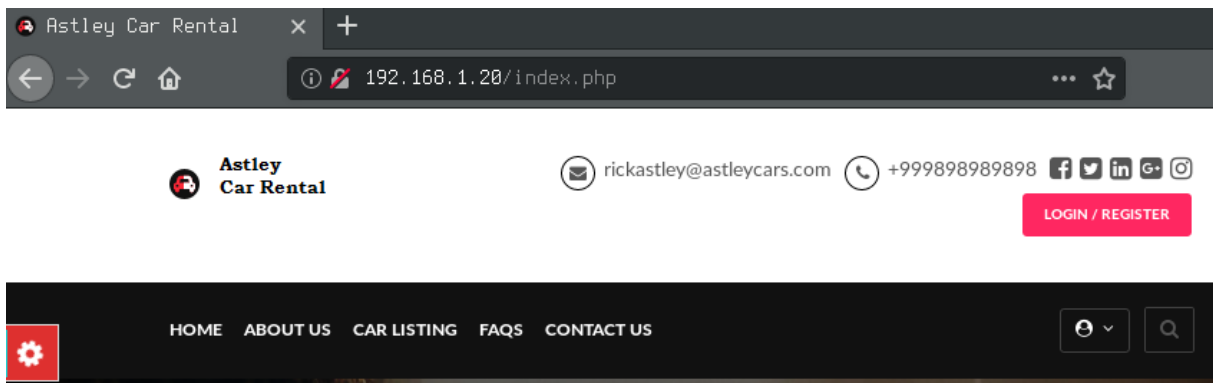 Astley Car Rental
192.168.1.20/index.php
Astley
Car Rental
rickastley@astleycars.com
+999898989898
LOGIN / REGISTER
HOME ABOUT US CAR LISTING FAQS CONTACT US